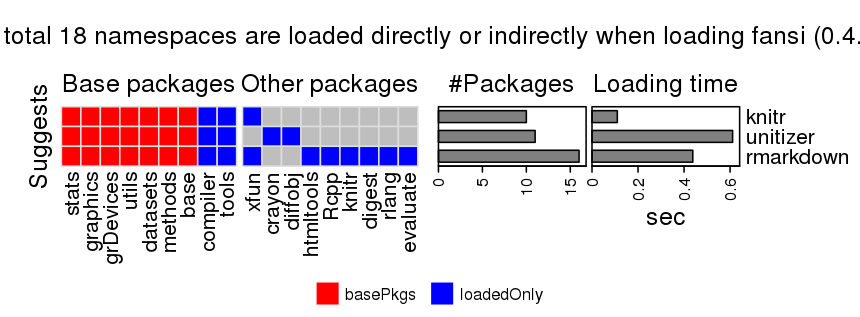 total 18 namespaces are loaded directly or indirectly when loading fansi (0.4.
Base packages Other packages #Packages Loading time
Suggests
knitr
unitizer
rmarkdown
stats graphics grDevices utils datasets methods base compiler tools xfun crayon diffobj htmltools Rcpp knitr digest rlang evaluate
0 5 10 15 0 0.2 0.4 0.6
sec
basePkgs loadedOnly